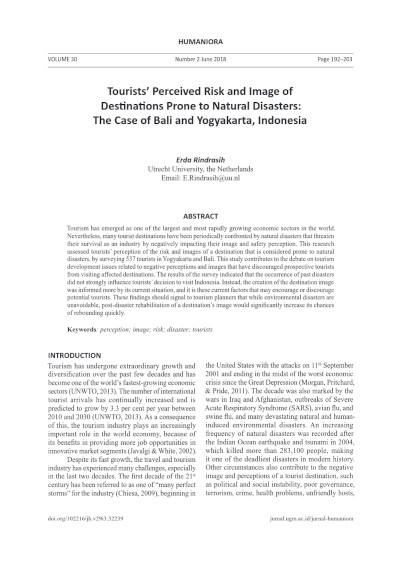 HUMANIORA
VOLUME 30 Number 2 June 2018 Page 192–203
Tourists’ Perceived Risk and Image of
Destinations Prone to Natural Disasters:
The Case of Bali and Yogyakarta, Indonesia
Erda Rindrasih
Utrecht University, the Netherlands
Email: E.Rindrasih@uu.nl
ABSTRACT
Tourism has emerged as one of the largest and most rapidly growing economic sectors in the world.
Nevertheless, many tourist destinations have been periodically confronted by natural disasters that threaten
their survival as an industry by negatively impacting their image and safety perception. This research
assessed tourists’ perception of the risk and images of a destination that is considered prone to natural
disasters, by surveying 537 tourists in Yogyakarta and Bali. This study contributes to the debate on tourism
development issues related to negative perceptions and images that have discouraged prospective tourists
from visiting affected destinations. The results of the survey indicated that the occurrence of past disasters
did not strongly influence tourists’ decision to visit Indonesia. Instead, the creation of the destination image
was informed more by its current situation, and it is these current factors that may encourage or discourage
potential tourists. These findings should signal to tourism planners that while environmental disasters are
unavoidable, post-disaster rehabilitation of a destination’s image would significantly increase its chances
of rebounding quickly.
Keywords: perception; image; risk; disaster; tourists
INTRODUCTION
Tourism has undergone extraordinary growth and
diversification over the past few decades and has
become one of the world’s fastest-growing economic
sectors (UNWTO, 2013). The number of international
tourist arrivals has continually increased and is
predicted to grow by 3.3 per cent per year between
2010 and 2030 (UNWTO, 2013). As a consequence
of this, the tourism industry plays an increasingly
important role in the world economy, because of
its benefits in providing more job opportunities in
innovative market segments (Javalgi & White, 2002).
Despite its fast growth, the travel and tourism
industry has experienced many challenges, especially
in the last two decades. The first decade of the 21st
century has been referred to as one of “many perfect
storms” for the industry (Chiesa, 2009), beginning in
the United States with the attacks on 11th September
2001 and ending in the midst of the worst economic
crisis since the Great Depression (Morgan, Pritchard,
& Pride, 2011). The decade was also marked by the
wars in Iraq and Afghanistan, outbreaks of Severe
Acute Respiratory Syndrome (SARS), avian flu, and
swine flu, and many devastating natural and human-
induced environmental disasters. An increasing
frequency of natural disasters was recorded after
the Indian Ocean earthquake and tsunami in 2004,
which killed more than 283,100 people, making
it one of the deadliest disasters in modern history.
Other circumstances also contribute to the negative
image and perceptions of a tourist destination, such
as political and social instability, poor governance,
terrorism, crime, health problems, unfriendly hosts,
doi.org/102216/jh.v29i3.32239 jurnal.ugm.ac.id/jurnal-humaniora